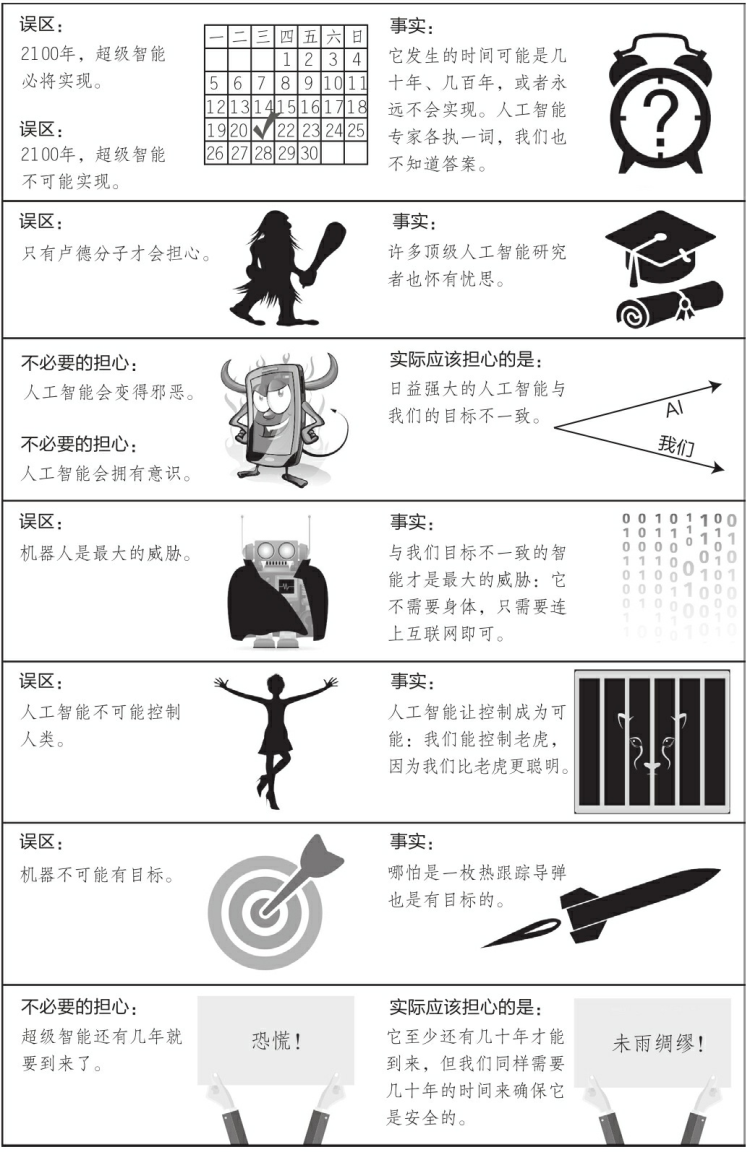 误区：
2100年，超级智能
必将实现。
误区：
2100年，超级智能
不可能实现。
一 二 三 四 五 六 日
1 2 3 4
5 6 7 8 9 10 11
12 13 14 15 16 17 18
19 20 22 23 24 25
26 27 28 29 30
事实：
它发生的时间可能是几
十年、几百年，或者永
远不会实现。人工智能
专家各执一词，我们也
不知道答案。
?
误区：
只有卢德分子才会担心。
事实：
许多顶级人工智能研究
者也怀有忧思。
不必要的担心：
人工智能会变得邪恶。
不必要的担心：
人工智能会拥有意识。
实际应该担心的是：
日益强大的人工智能与
我们的目标不一致。
AI
我们
误区：
机器人是最大的威胁。
事实：
与我们目标不一致的智
能才是最大的威胁：它
不需要身体，只需要连
上互联网即可。
误区：
人工智能不可能控制
人类。
事实：
人工智能让控制成为可
能：我们能控制老虎，
因为我们比老虎更聪明。
误区：
机器不可能有目标。
事实：
哪怕是一枚热跟踪导弹
也是有目标的。
不必要的担心：
超级智能还有几年就
要到来了。
恐慌！
实际应该担心的是：
它至少还有几十年才能
到来，但我们同样需要
几十年的时间来确保它
是安全的。
未雨绸缪！